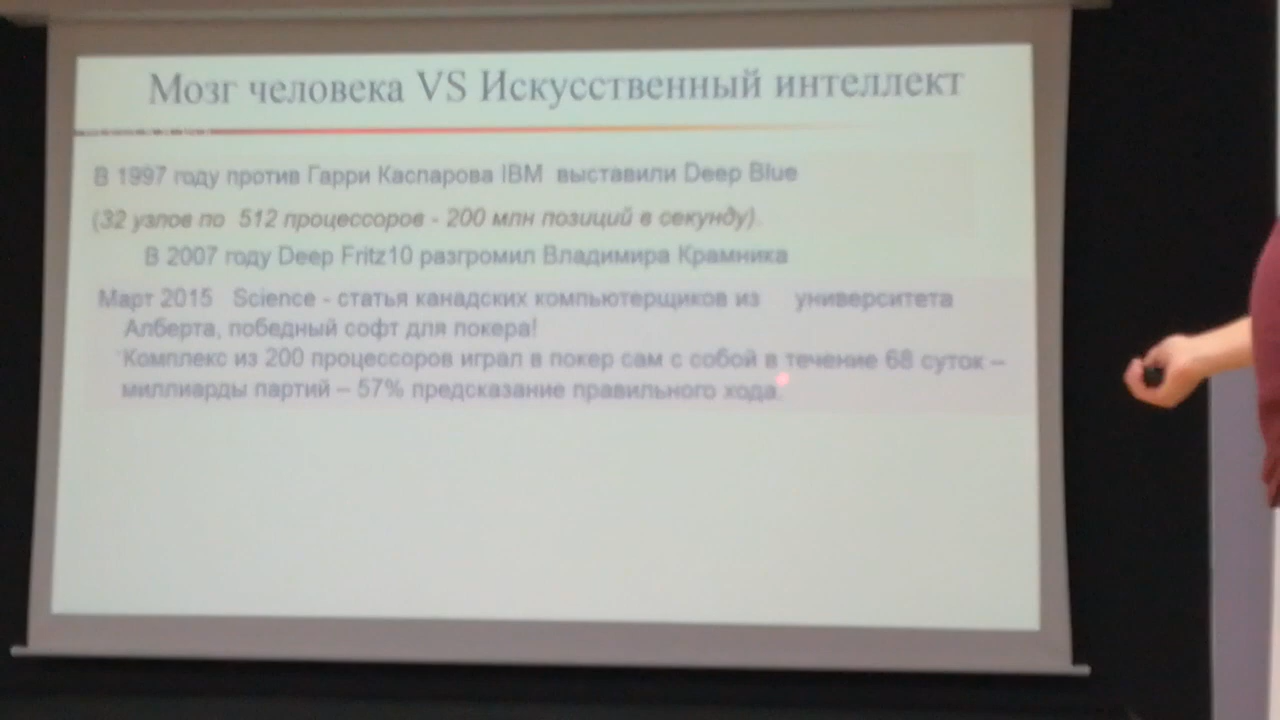 Мозг человека VS Искусственный интеллект
В 1997 году против Гарри Каспарова IBM выставили Deep Blue
(32 узлов по 512 процессоров - 200 млн позиций в секунду).
В 2007 году Deep Fritz10 разгромил Владимира Крамника
Март 2015 Science - статья канадских компьютерщиков из университета
Алберта, победный софт для покера!
Комплекс из 200 процессоров играл в покер сам с собой в течение 68 суток –
миллиарды партий – 57% предсказание правильного хода.